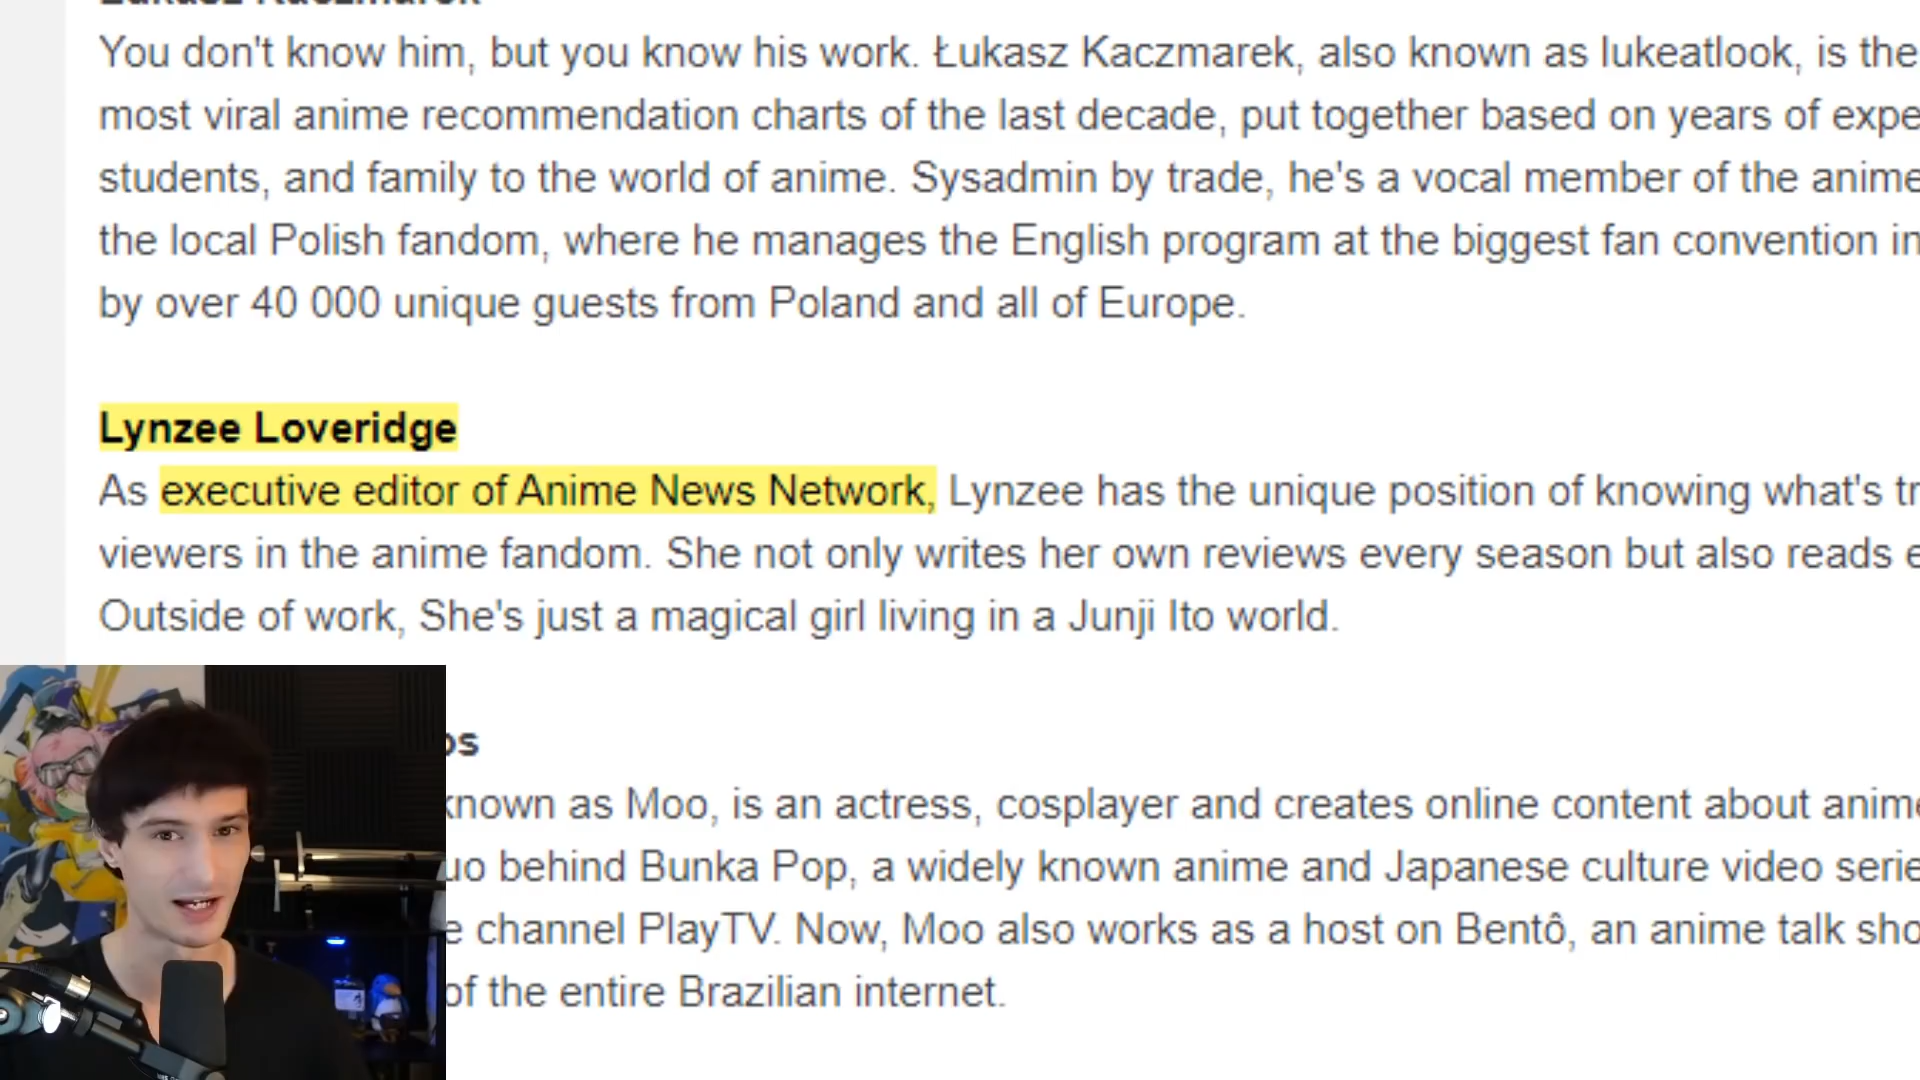 Lukasz Kaczmarek
You don't know him, but you know his work. Łukasz Kaczmarek, also known as lukeatlook, is the
most viral anime recommendation charts of the last decade, put together based on years of expe
students, and family to the world of anime. Sysadmin by trade, he's a vocal member of the anime
the local Polish fandom, where he manages the English program at the biggest fan convention in
by over 40 000 unique guests from Poland and all of Europe.
Lynzee Loveridge
As executive editor of Anime News Network, Lynzee has the unique position of knowing what's tr
viewers in the anime fandom. She not only writes her own reviews every season but also reads e
Outside of work, She's just a magical girl living in a Junji Ito world.
os
known as Moo, is an actress, cosplayer and creates online content about anime
uo behind Bunka Pop, a widely known anime and Japanese culture video serie
e channel PlayTV. Now, Moo also works as a host on Bentô, an anime talk sho
of the entire Brazilian internet.